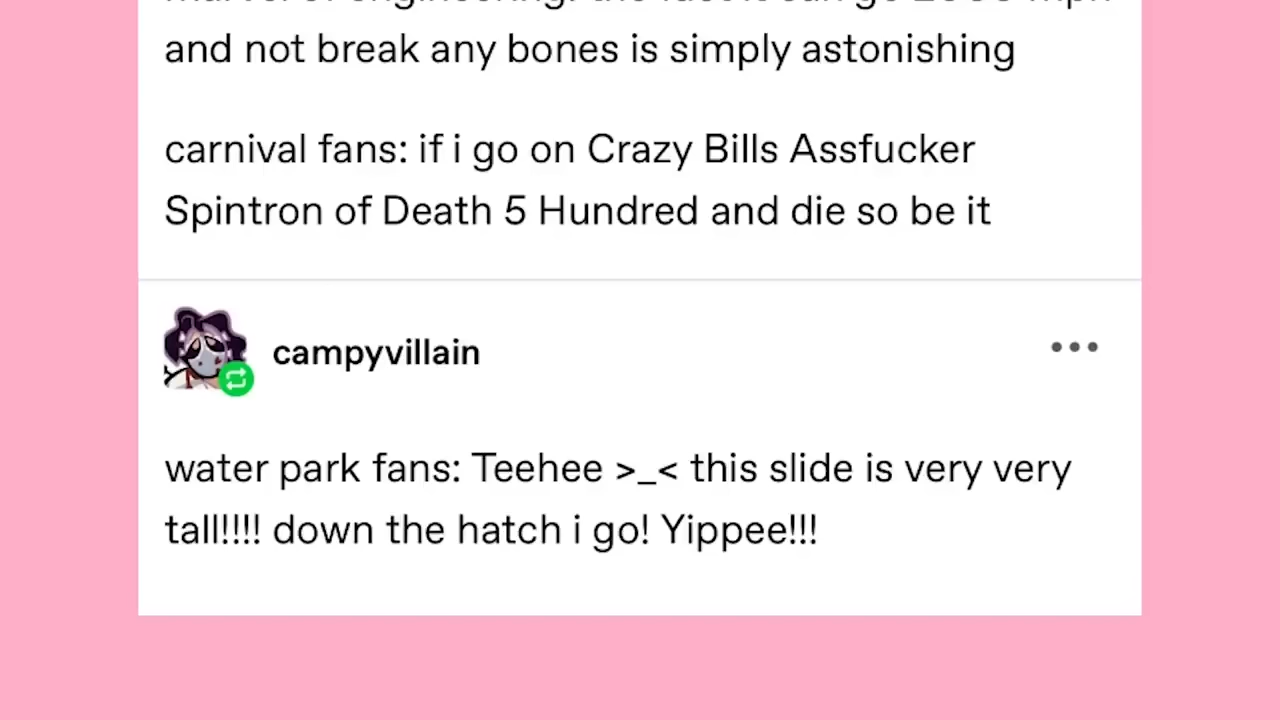 and not break any bones is simply astonishing
carnival fans: if i go on Crazy Bills Assfucker
Spintron of Death 5 Hundred and die so be it
campyvillain
water park fans: Teehee >_< this slide is very very
tall!!!! down the hatch i go! Yippee!!!